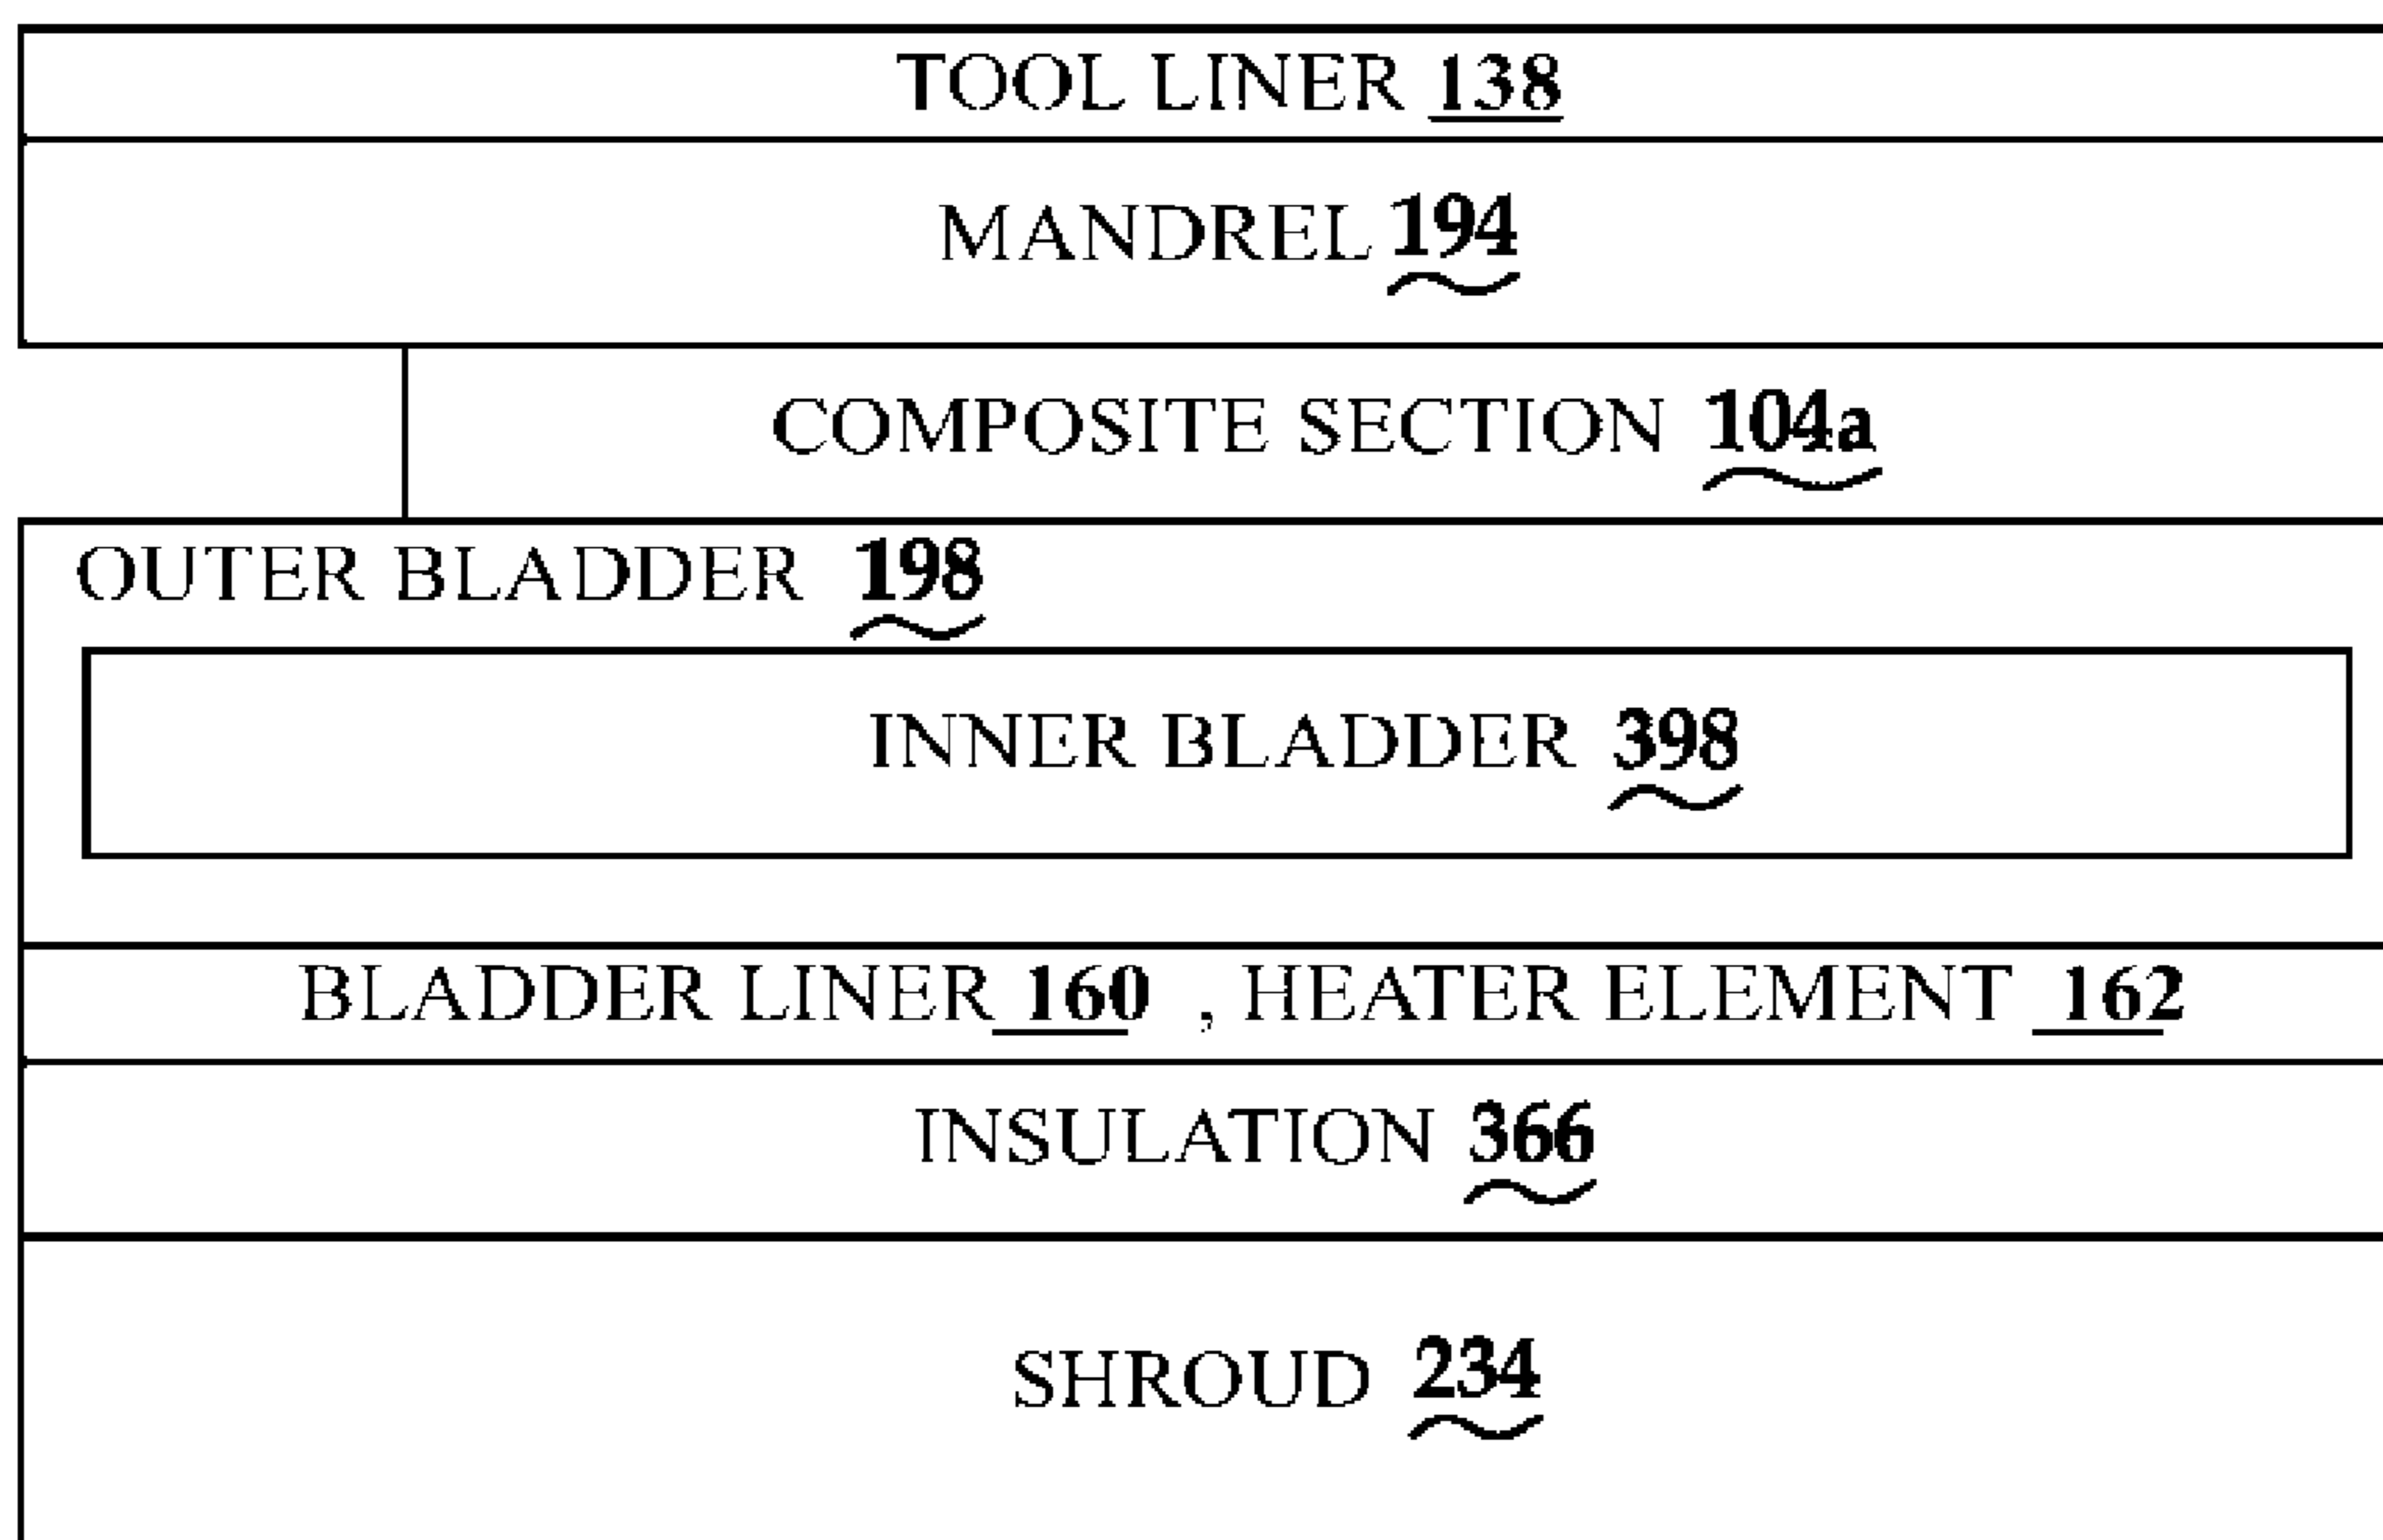 TOOL LINER 138
MANDREL 194
COMPOSITE SECTION 104a
OUTER BLADDER 198
INNER BLADDER 398
BLADDER LINER 160 , HEATER ELEMENT 162
INSULATION 366
SHROUD 234